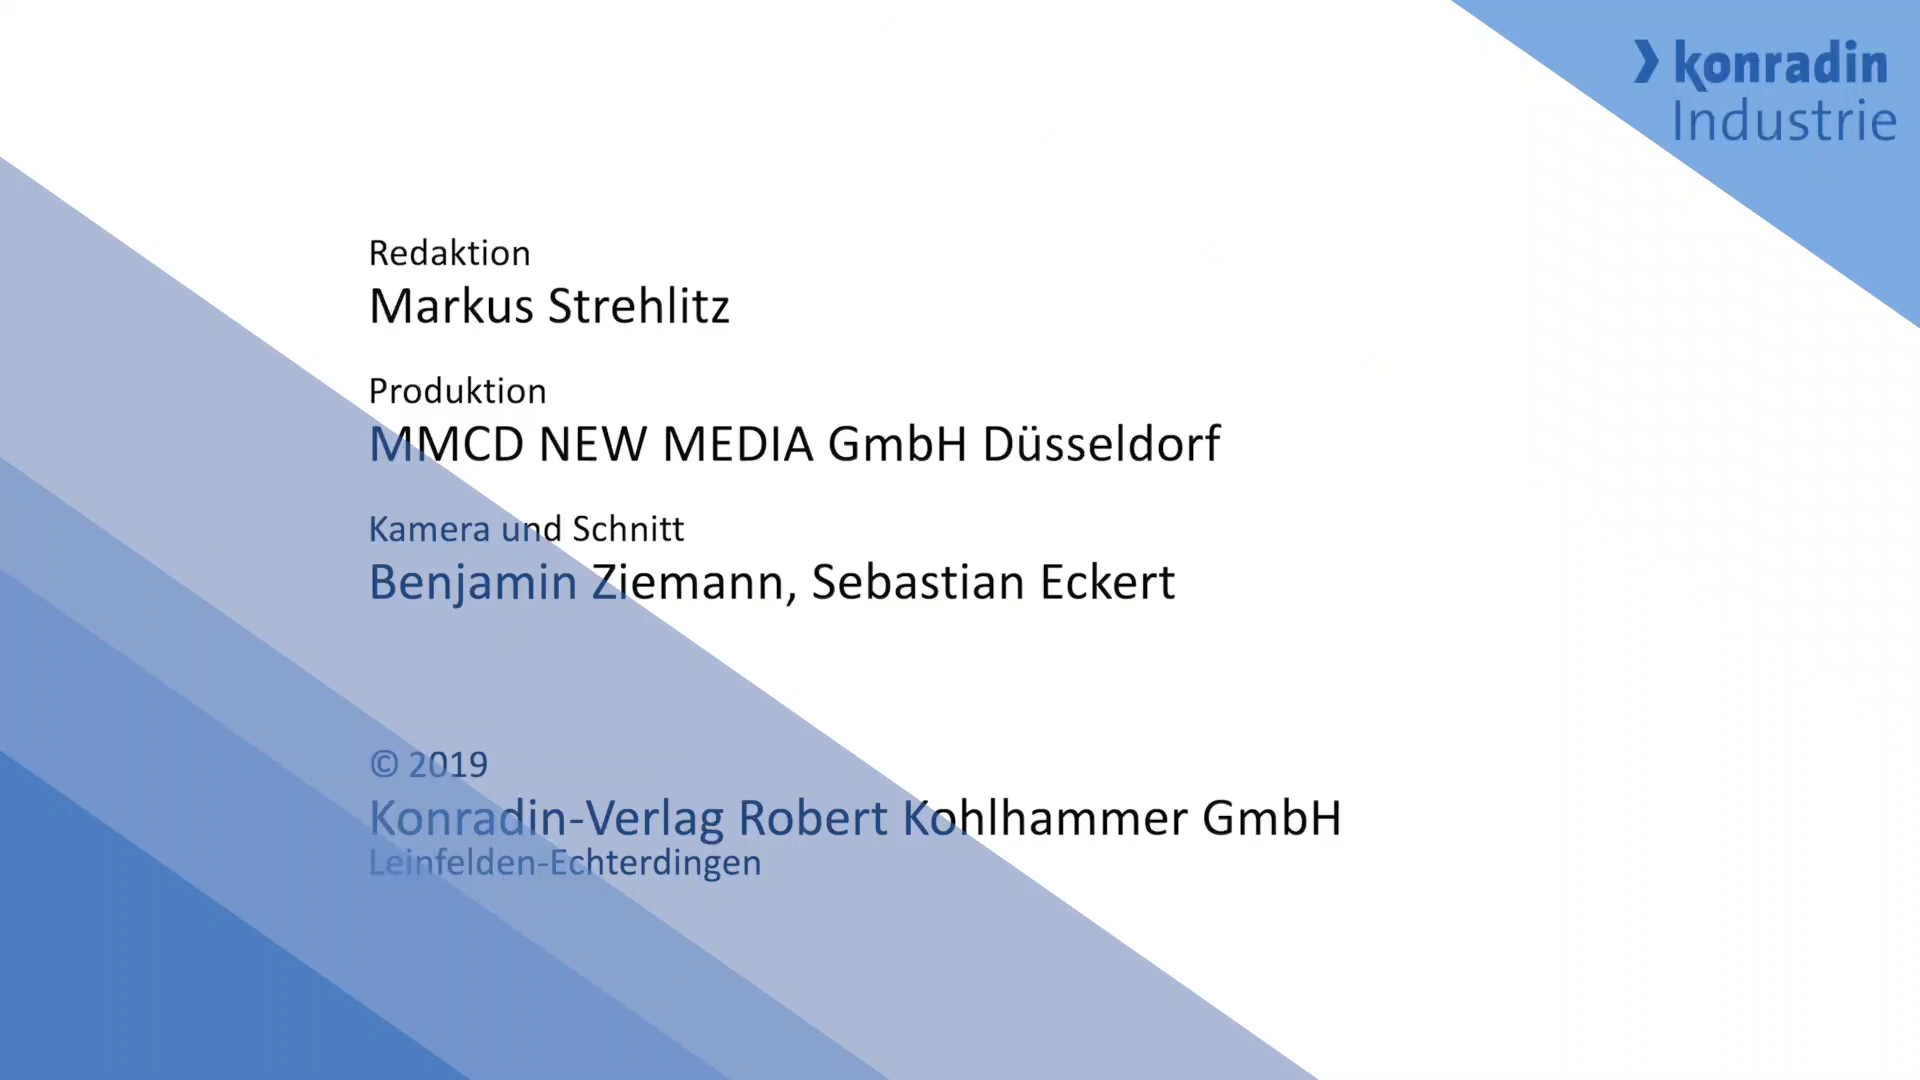 konradin
Industrie
Redaktion
Markus Strehlitz
Produktion
MMCD NEW MEDIA GmbH Düsseldorf
Kamera und Schnitt
Benjamin Ziemann, Sebastian Eckert
© 2019
Konradin-Verlag Robert Kohlhammer GmbH
Leinfelden-Echterdingen